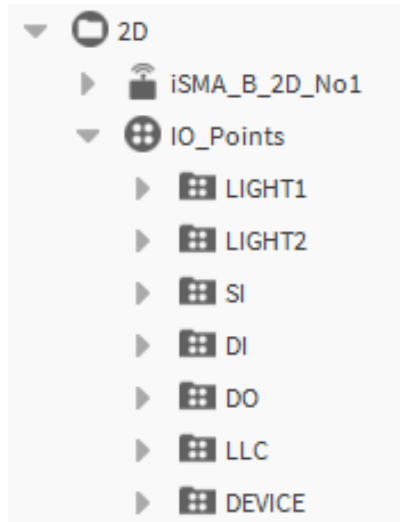 2D
iSMA_B_2D_No1
IO_Points
LIGHT1
LIGHT2
SI
DI
DO
LLC
DEVICE